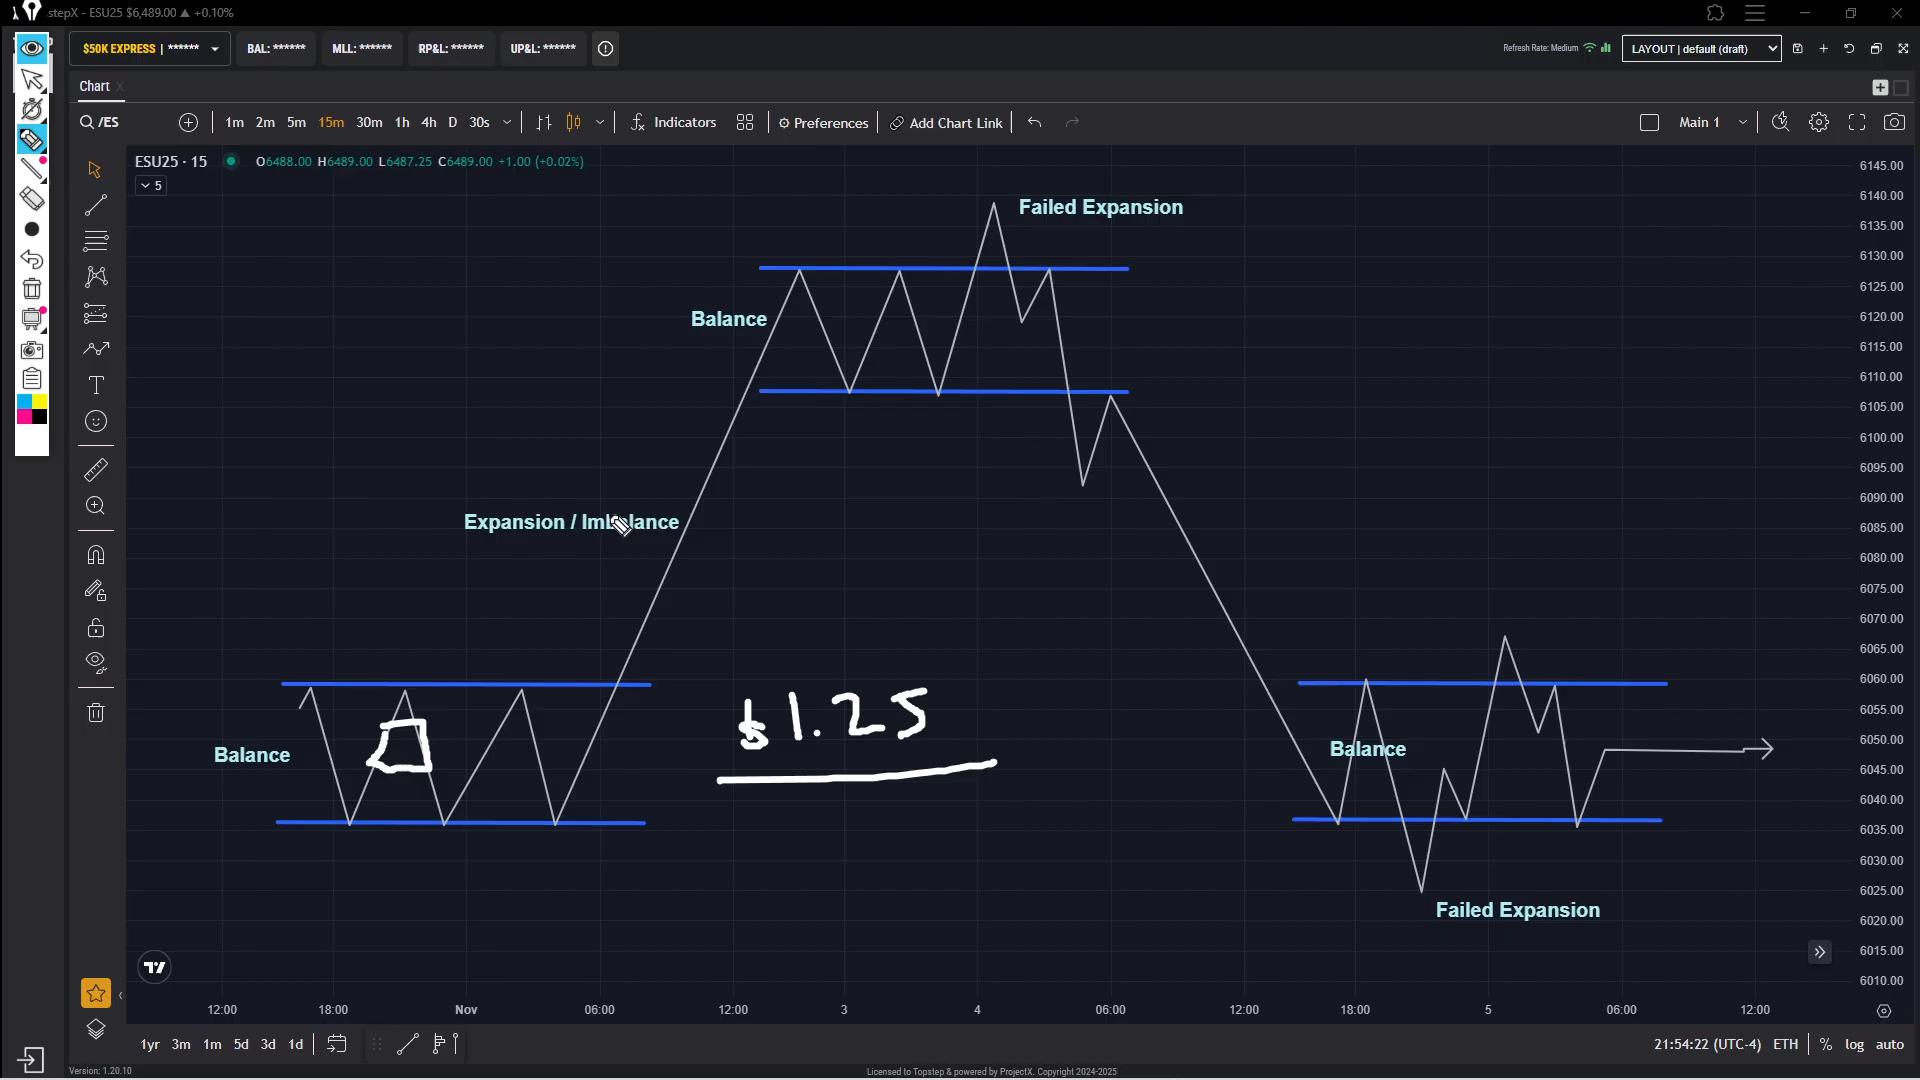 stepX - ESU25 $6,489.00 ▲ +0.10%
$50K EXPRESS | ****** BAL: ****** MLL: ****** RP&L: ****** UP&L: ******
Refresh Rate: Medium LAYOUT | default (draft)
Chart X
/ES 1m 2m 5m 15m 30m 1h 4h D 30s Indicators Preferences Add Chart Link Main 1
ESU25 · 15 O6488.00 H6489.00 L6487.25 C6489.00 +1.00 (+0.02%)
5
Failed Expansion
Balance
Expansion / Imbalance
$1.25
Balance
Balance
Failed Expansion
6145.00
6140.00
6135.00
6130.00
6125.00
6120.00
6115.00
6110.00
6105.00
6100.00
6095.00
6090.00
6085.00
6080.00
6075.00
6070.00
6065.00
6060.00
6055.00
6050.00
6045.00
6040.00
6035.00
6030.00
6025.00
6020.00
6015.00
6010.00
12:00 18:00 Nov 06:00 12:00 3 4 06:00 12:00 18:00 5 06:00 12:00
1yr 3m 1m 5d 3d 1d 21:54:22 (UTC-4) ETH % log auto
Version: 1.20.10 Licensed to Topstep & powered by ProjectX. Copyright 2024-2025